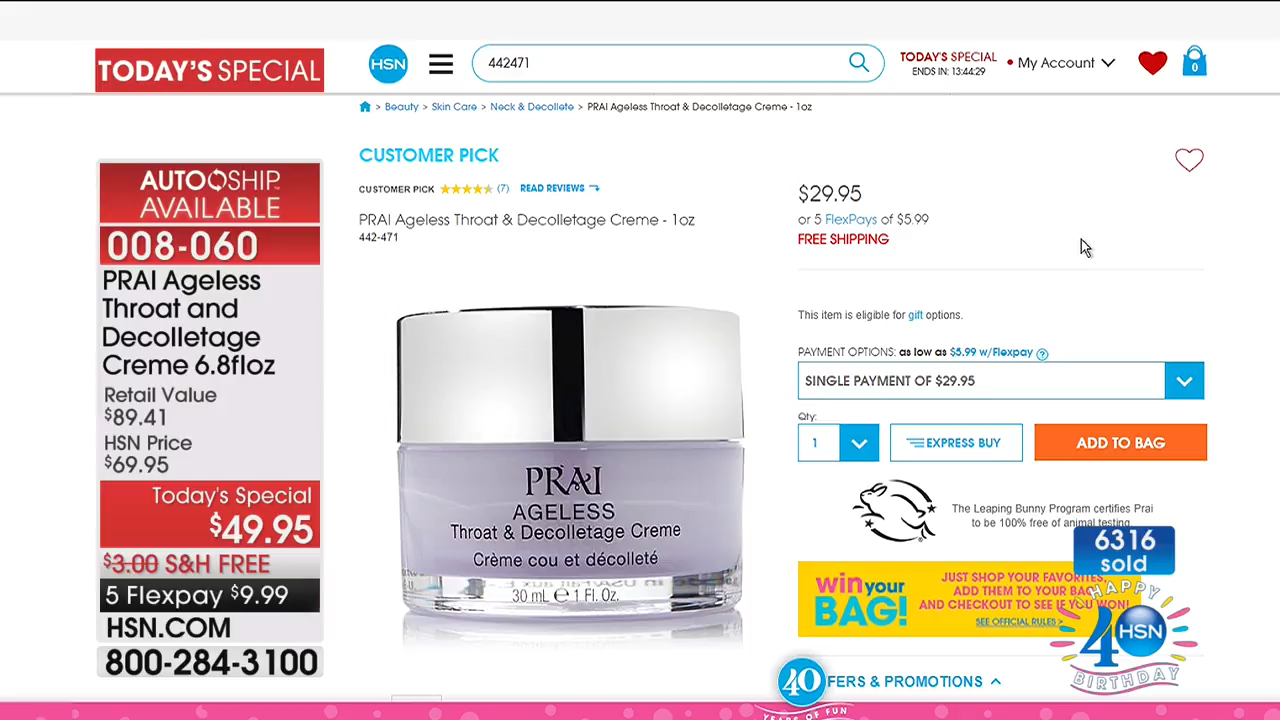 TODAY'S SPECIAL
HSN
442471
TODAY'S SPECIAL
ENDS IN: 13:44:29
My Account
0
> Beauty > Skin Care > Neck & Decollete > PRAI Ageless Throat & Decolletage Creme - 1oz
AUTOSHIP
AVAILABLE
008-060
PRAI Ageless
Throat and
Decolletage
Creme 6.8floz
Retail Value
$89.41
HSN Price
$69.95
Today's Special
$49.95
$3.00 S&H FREE
5 Flexpay $9.99
HSN.COM
800-284-3100
CUSTOMER PICK
CUSTOMER PICK (7) READ REVIEWS
PRAI Ageless Throat & Decolletage Creme - 1oz
442-471
PRAI
AGELESS
Throat & Decolletage Creme
Crème cou et décolleté
30 mL e 1 Fl. Oz.
$29.95
or 5 FlexPays of $5.99
FREE SHIPPING
This item is eligible for gift options.
PAYMENT OPTIONS: as low as $5.99 w/Flexpay ?
SINGLE PAYMENT OF $29.95
Qty:
1
EXPRESS BUY
ADD TO BAG
The Leaping Bunny Program certifies Prai
to be 100% free of animal testing.
6316
sold
win your
BAG!
JUST SHOP YOUR FAVORITES,
ADD THEM TO YOUR BAG
AND CHECKOUT TO SEE IF YOU WON!
SEE OFFICIAL RULES >
HAPPY
40
HSN
BIRTHDAY
40
YEARS OF FUN
FERS & PROMOTIONS